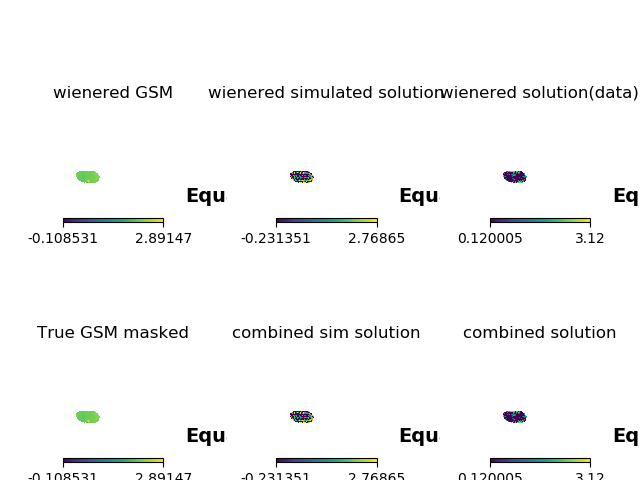 wienered GSM wienered simulated solution wienered solution(data)
Equ Equ Eq
-0.108531 2.89147 -0.231351 2.76865 0.120005 3.12
True GSM masked combined sim solution combined solution
Equ Equ Eq
-0.108531 2.89147 -0.231351 2.76865 0.120005 3.12